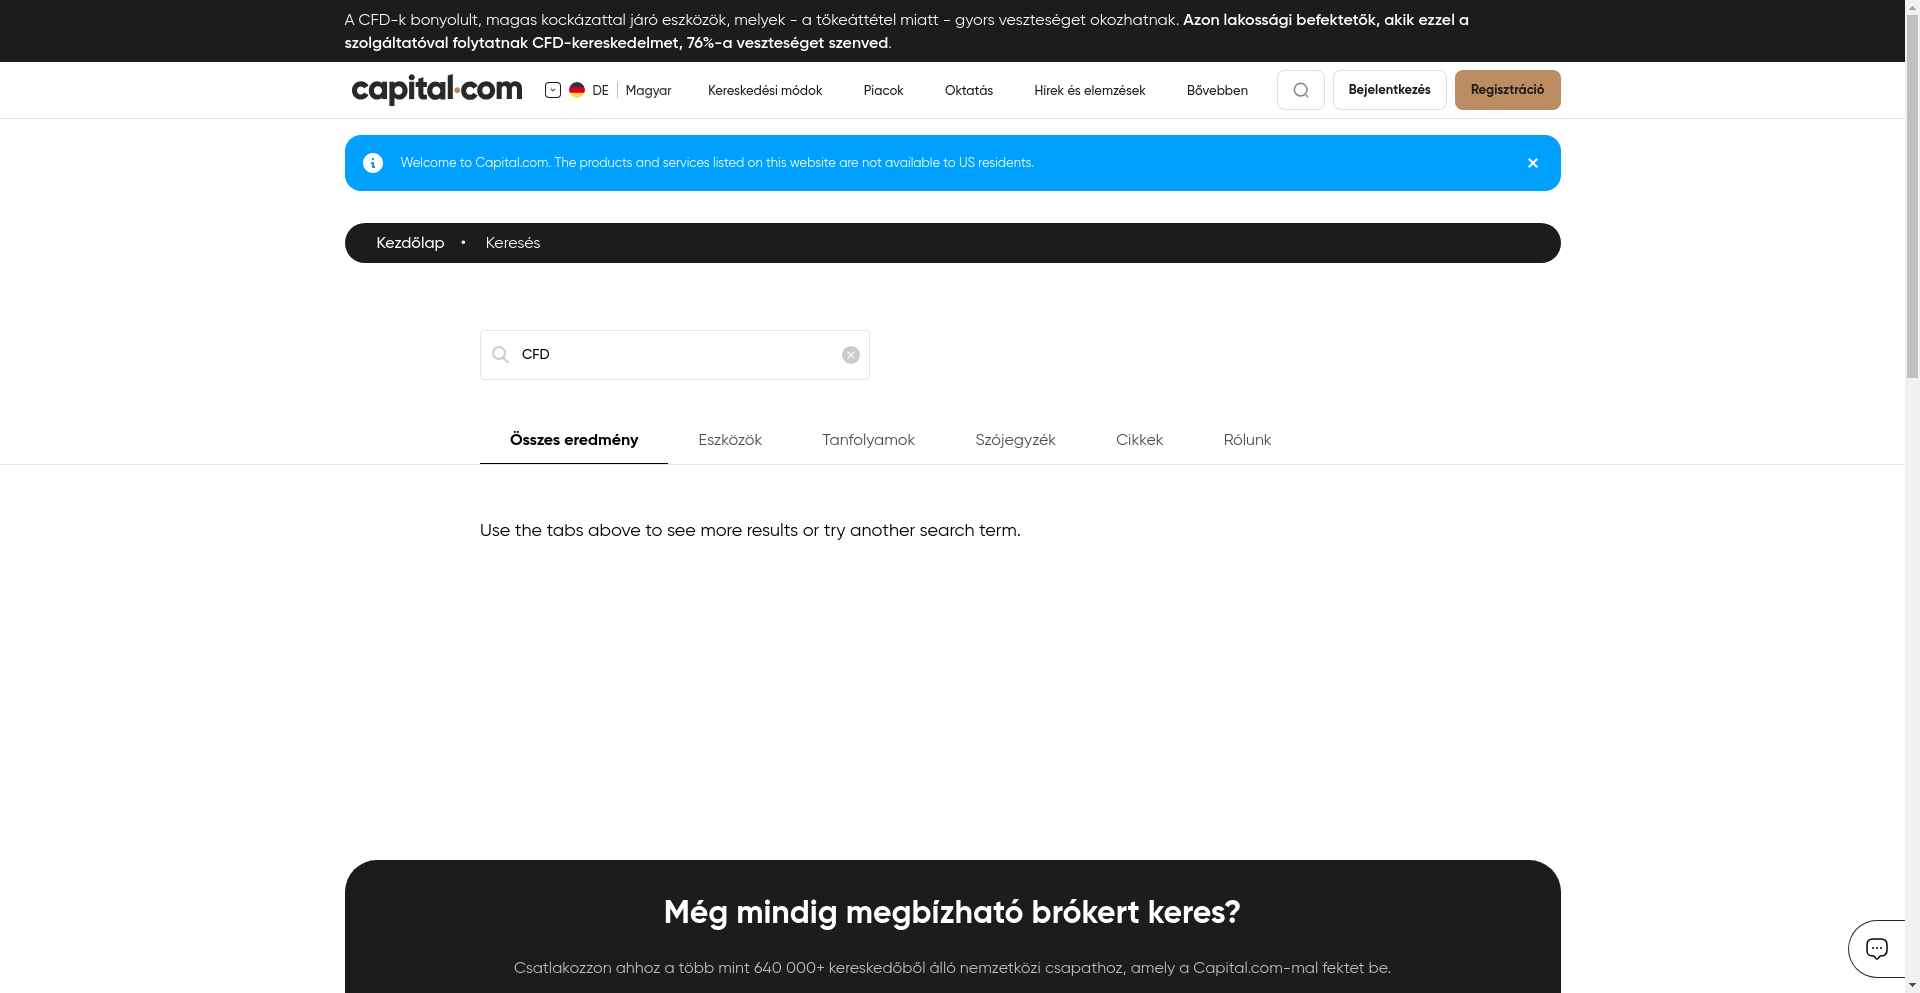 A CFD-k bonyolult, magas kockázattal járó eszközök, melyek - a tőkeáttétel miatt - gyors veszteséget okozhatnak. Azon lakossági befektetők, akik ezzel a
szolgáltatóval folytatnak CFD-kereskedelmet, 76%-a veszteséget szenved.
capital.com
DE Magyar
Kereskedési módok
Piacok
Oktatás
Hírek és elemzések
Bővebben
Bejelentkezés
Regisztráció
Welcome to Capital.com. The products and services listed on this website are not available to US residents.
Kezdőlap • Keresés
CFD
Összes eredmény
Eszközök
Tanfolyamok
Szójegyzék
Cikkek
Rólunk
Use the tabs above to see more results or try another search term.
Még mindig megbízható brókert keres?
Csatlakozzon ahhoz a több mint 640 000+ kereskedőből álló nemzetközi csapathoz, amely a Capital.com-mal fektet be.